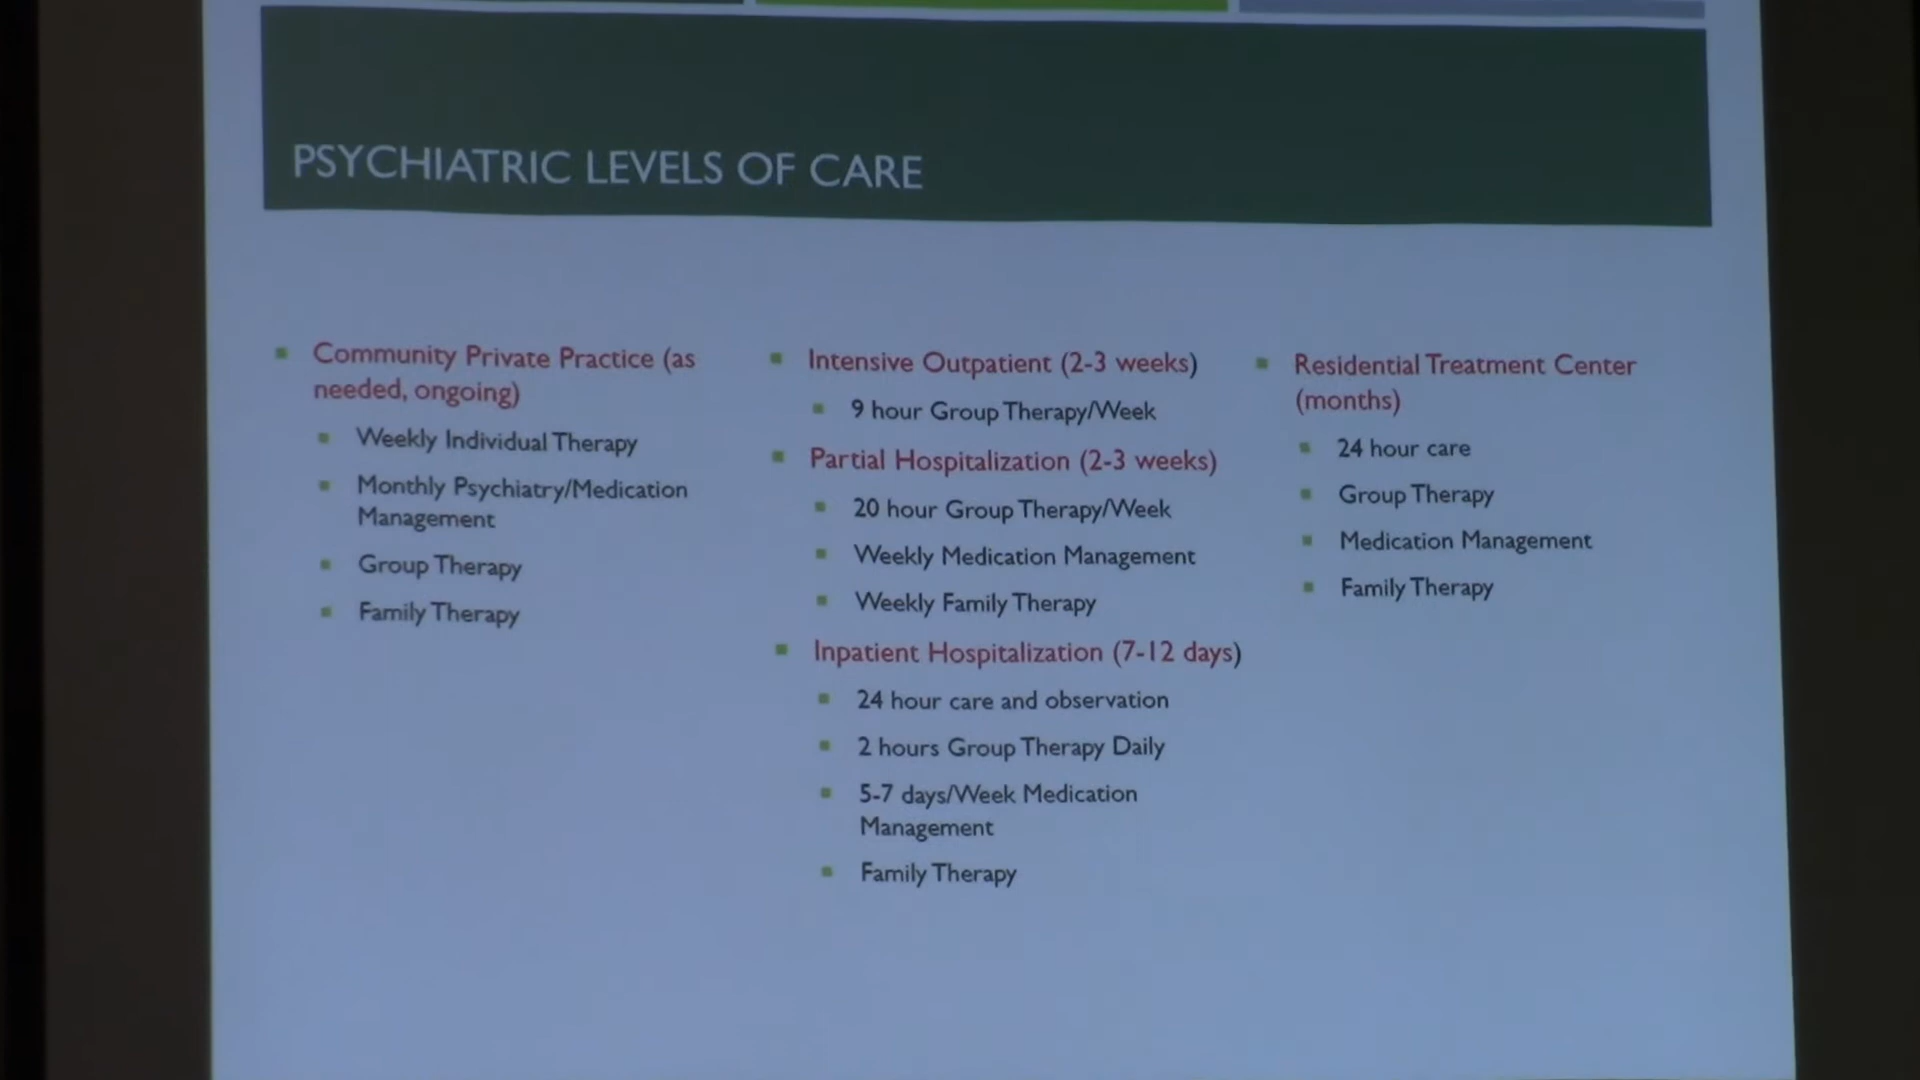 PSYCHIATRIC LEVELS OF CARE
Community Private Practice (as
needed, ongoing)
Weekly Individual Therapy
Monthly Psychiatry/Medication
Management
Group Therapy
Family Therapy
Intensive Outpatient (2-3 weeks)
9 hour Group Therapy/Week
Partial Hospitalization (2-3 weeks)
20 hour Group Therapy/Week
Weekly Medication Management
Weekly Family Therapy
Inpatient Hospitalization (7-12 days)
24 hour care and observation
2 hours Group Therapy Daily
5-7 days/Week Medication
Management
Family Therapy
Residential Treatment Center
(months)
24 hour care
Group Therapy
Medication Management
Family Therapy